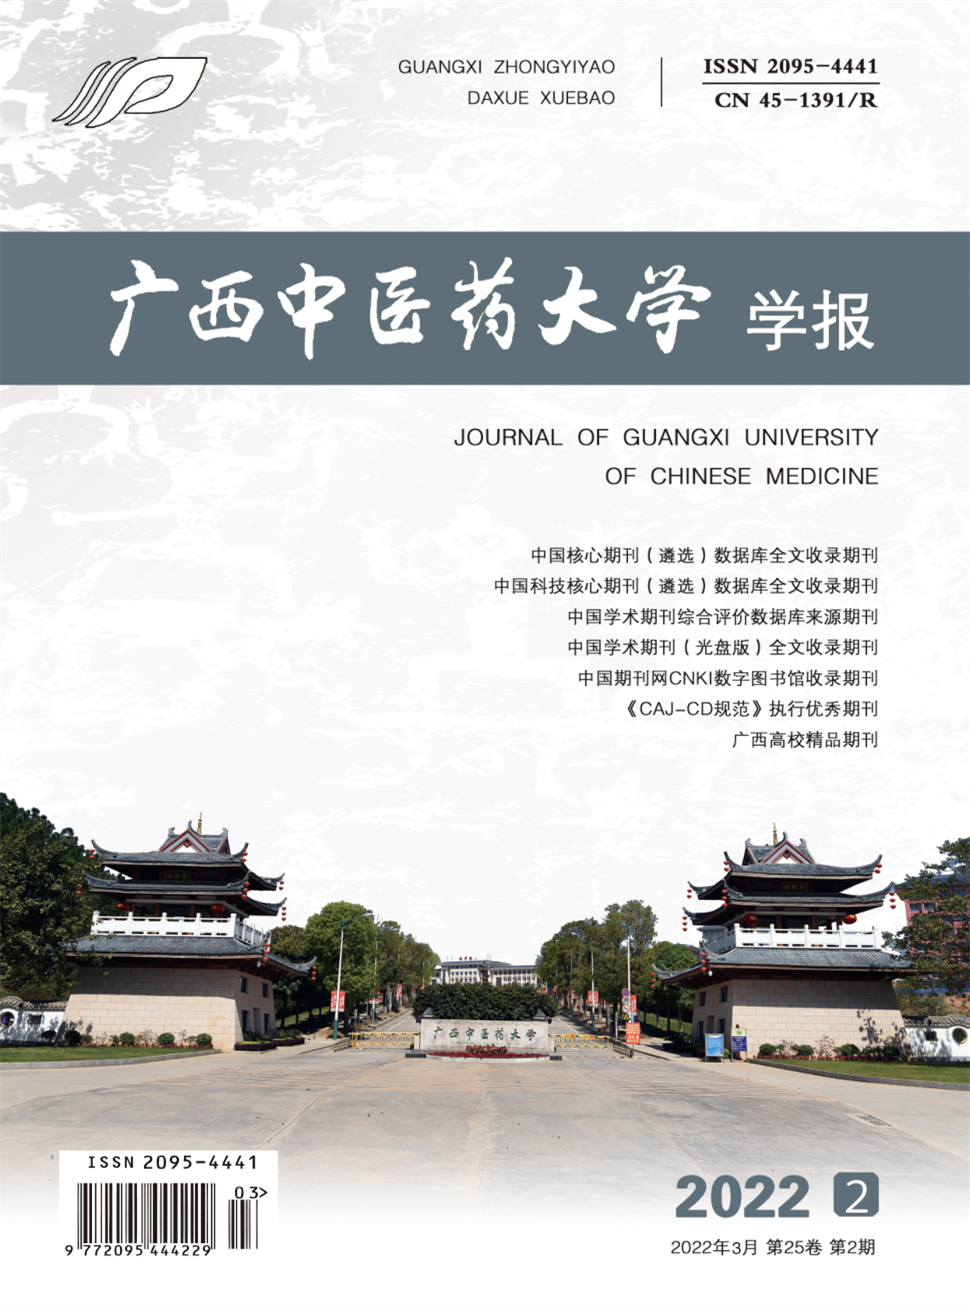 GUANGXI ZHONGYIYAO
DAXUE XUEBAO
ISSN 2095-4441
CN 45-1391/R
广西中医药大学 学报
JOURNAL OF GUANGXI UNIVERSITY
OF CHINESE MEDICINE
中国核心期刊（遴选）数据库全文收录期刊
中国科技核心期刊（遴选）数据库全文收录期刊
中国学术期刊综合评价数据库来源期刊
中国学术期刊（光盘版）全文收录期刊
中国期刊网CNKI数字图书馆收录期刊
《CAJ-CD规范》执行优秀期刊
广西高校精品期刊
广西中医药大学
ISSN 2095-4441
03>
9 772095 444229
2022 2
2022年3月 第25卷 第2期